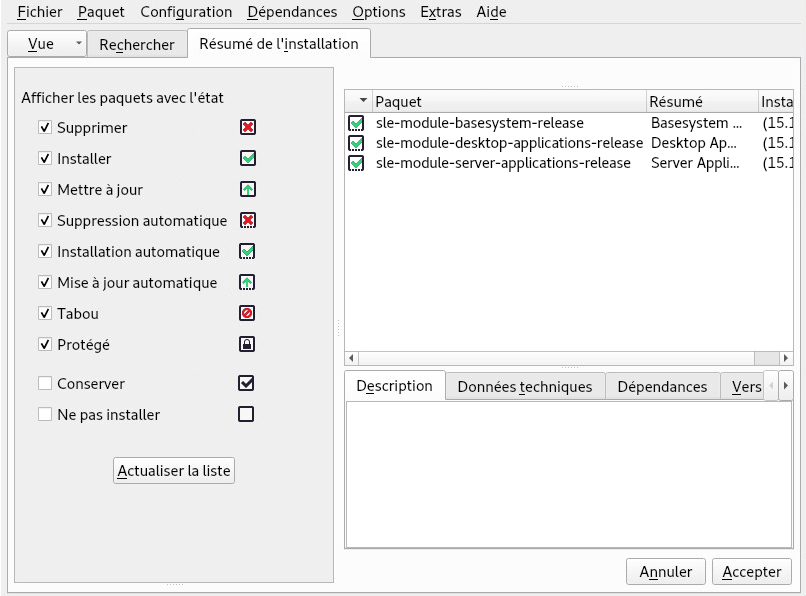 Fichier Paquet Configuration Dépendances Options Extras Aide
Vue Rechercher Résumé de l'installation
Afficher les paquets avec l'état
Supprimer
Installer
Mettre à jour
Suppression automatique
Installation automatique
Mise à jour automatique
Tabou
Protégé
Conserver
Ne pas installer
Actualiser la liste
Paquet Résumé Insta
sle-module-basesystem-release Basesystem ... (15.1
sle-module-desktop-applications-release Desktop Ap... (15.1
sle-module-server-applications-release Server Appli... (15.1
Description Données techniques Dépendances Vers
Annuler Accepter